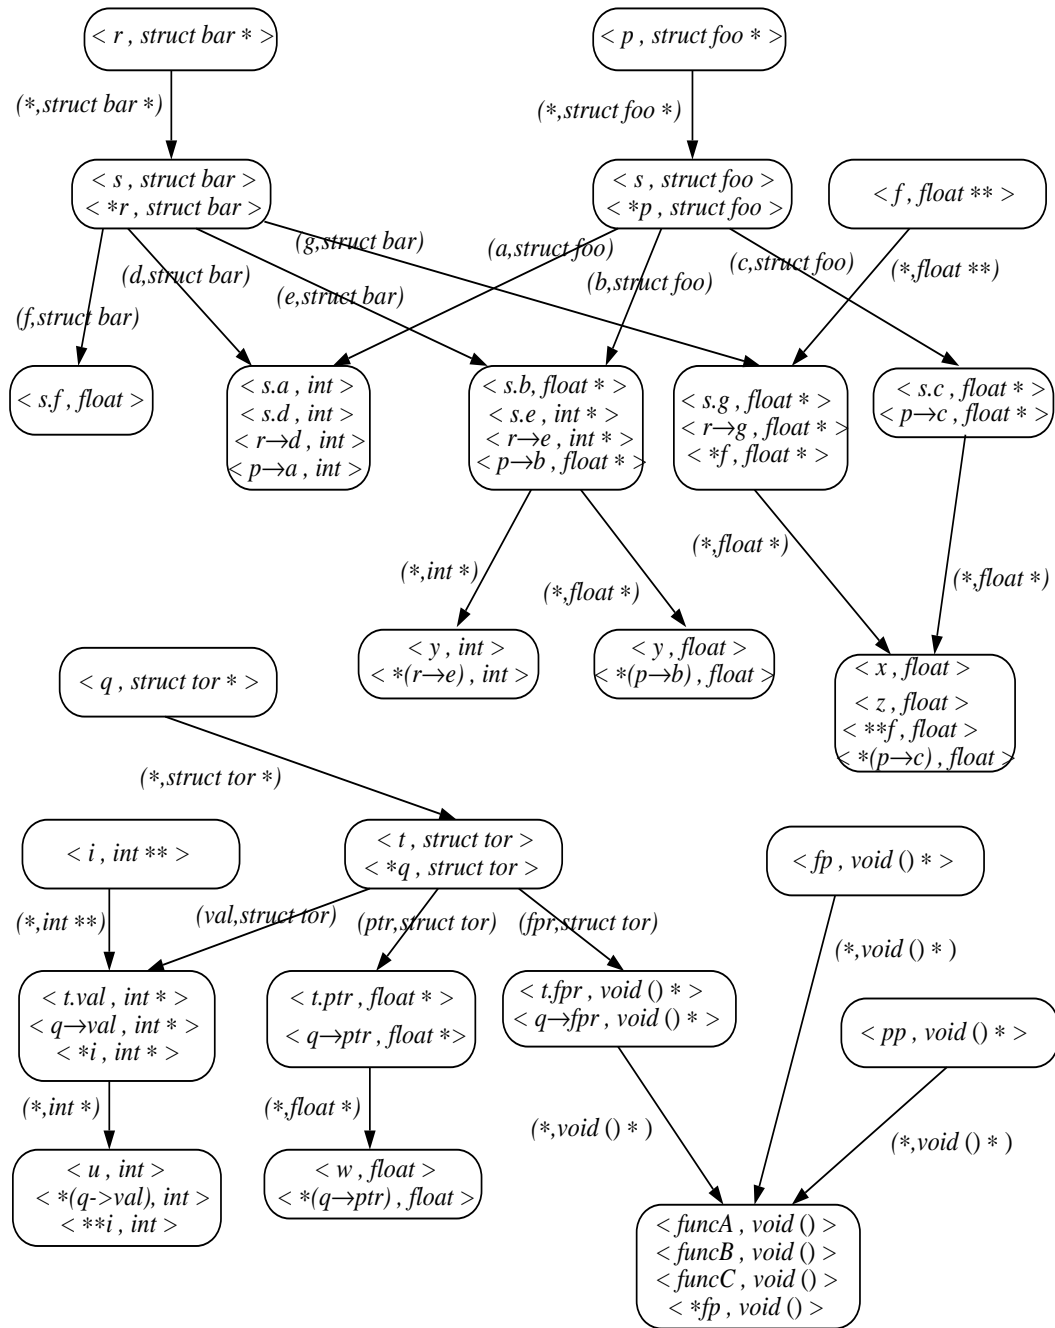 < r , struct bar * >
< p , struct foo * >
(*,struct bar *)
(*,struct foo *)
< s , struct bar >
< *r , struct bar >
< s , struct foo >
< *p , struct foo >
< f , float ** >
(g,struct bar)
(a,struct foo)
(c,struct foo)
(*,float **)
(d,struct bar)
(e,struct bar)
(b,struct foo)
(f,struct bar)
< s.f , float >
< s.a , int >
< s.d , int >
< r→d , int >
< p→a , int >
< s.b, float * >
< s.e , int * >
< r→e , int * >
< p→b , float * >
< s.g , float * >
< r→g , float * >
< *f , float * >
< s.c , float * >
< p→c , float * >
(*,int *)
(*,float *)
(*,float *)
(*,float *)
< y , int >
< *(r→e) , int >
< y , float >
< *(p→b) , float >
< x , float >
< z , float >
< **f , float >
< *(p→c) , float >
< q , struct tor * >
(*,struct tor *)
< i , int ** >
< t , struct tor >
< *q , struct tor >
< fp , void () * >
(*,int **)
(val,struct tor)
(ptr,struct tor)
(fpr,struct tor)
(*,void () * )
< t.val , int * >
< q→val , int * >
< *i , int * >
< t.ptr , float * >
< q→ptr , float *>
< t.fpr , void () * >
< q→fpr , void () * >
< pp , void () * >
(*,int *)
(*,float *)
(*,void () * )
(*,void () * )
< u , int >
< *(q->val), int >
< **i , int >
< w , float >
< *(q→ptr) , float >
< funcA , void () >
< funcB , void () >
< funcC , void () >
< *fp , void () >